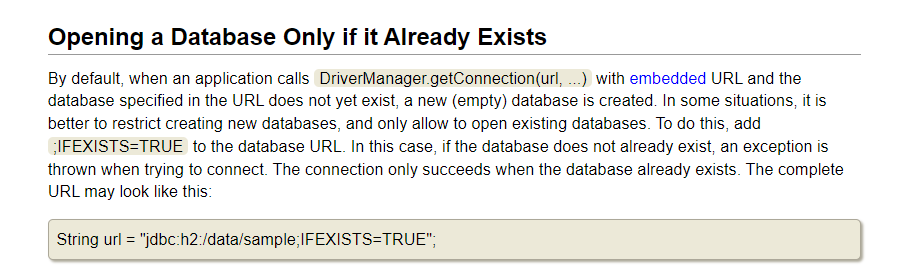 Opening a Database Only if it Already Exists
By default, when an application calls DriverManager.getConnection(url, ...) with embedded URL and the
database specified in the URL does not yet exist, a new (empty) database is created. In some situations, it is
better to restrict creating new databases, and only allow to open existing databases. To do this, add
;IFEXISTS=TRUE to the database URL. In this case, if the database does not already exist, an exception is
thrown when trying to connect. The connection only succeeds when the database already exists. The complete
URL may look like this:
String url = "jdbc:h2:/data/sample;IFEXISTS=TRUE";